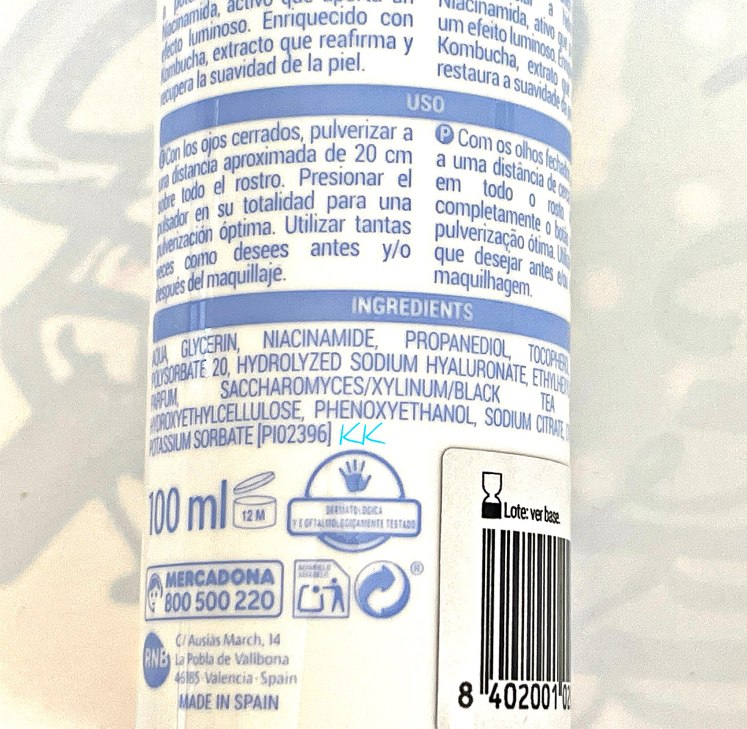 Niacinamida, activo que aporta un
efecto luminoso. Enriquecido con
Kombucha, extracto que reafirma y
recupera la suavidad de la piel.
Niacinamida, ativo que
um efeito luminoso.
Kombucha, extrato que
restaura a suavidade
USO
Con los ojos cerrados, pulverizar a
una distancia aproximada de 20 cm
sobre todo el rostro. Presionar el
pulsador en su totalidad para una
pulverización óptima. Utilizar tantas
veces como desees antes y/o
después del maquillaje.
P Com os olhos fechados
a uma distância de
em todo o rosto
completamente o
pulverização ótima.
que desejar antes e/ou
maquilhagem.
INGREDIENTS
AQUA, GLYCERIN, NIACINAMIDE, PROPANEDIOL,
POLYSORBATE 20, HYDROLYZED SODIUM HYALURONATE,
PARFUM, SACCHAROMYCES/XYLINUM/BLACK TEA
HYDROXYETHYLCELLULOSE, PHENOXYETHANOL, SODIUM CITRATE,
POTASSIUM SORBATE [PI02396] KK
100 ml 12 M
DERMATOLÓGICA
Y E OFTALMOLÓGICAMENTE TESTADO
MERCADONA
800 500 220
®
RNB
C/ Ausiàs March, 14
La Pobla de Vallbona
46185 · Valencia · Spain
MADE IN SPAIN
Lote: ver base.
8 402001 02